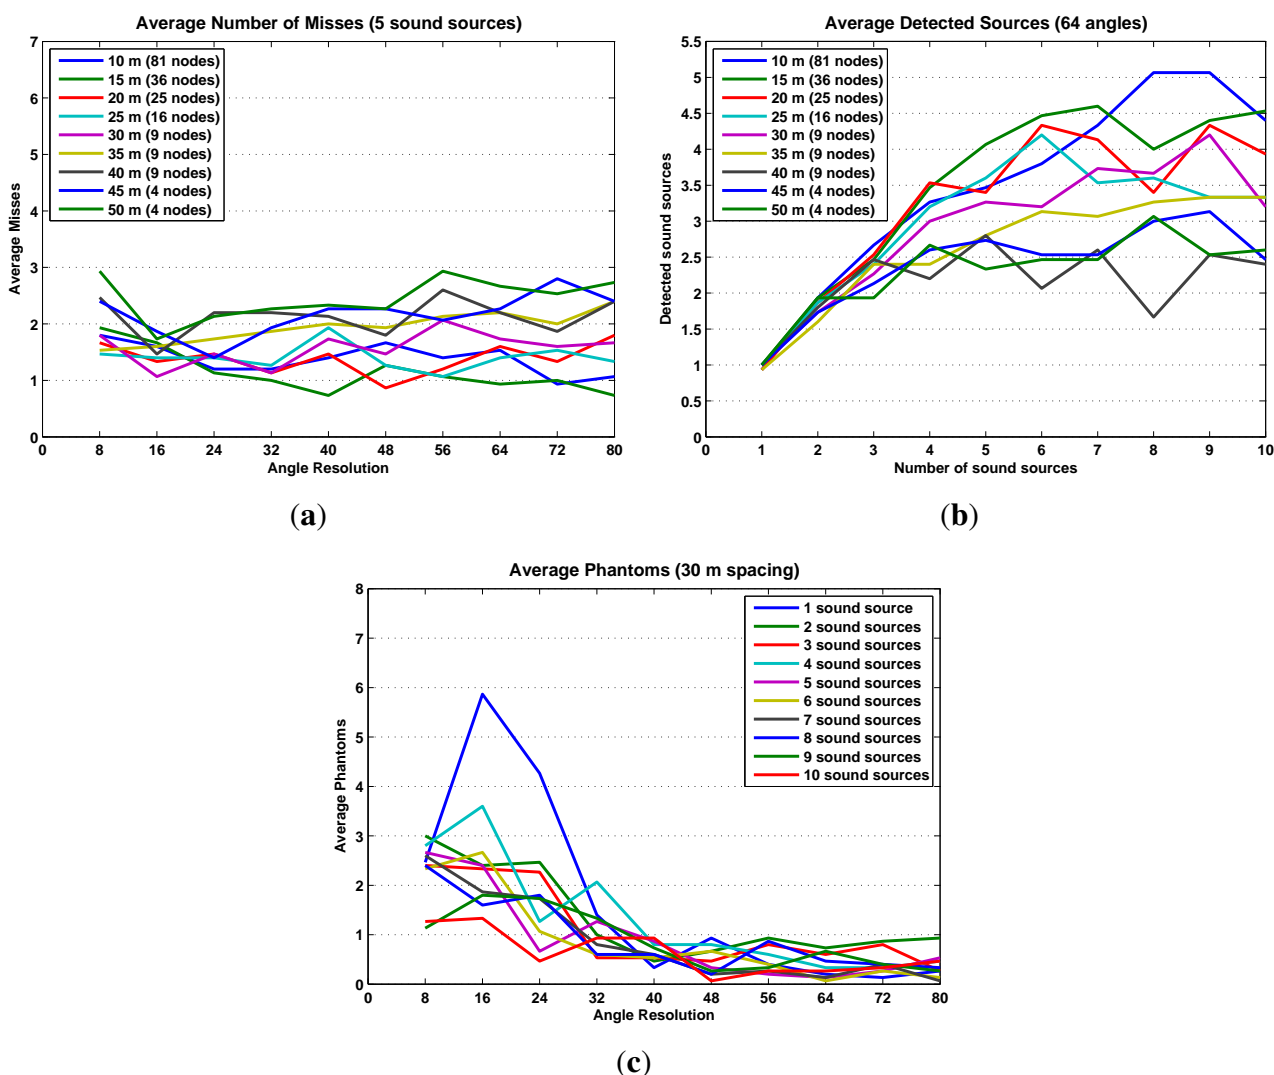 Average Number of Misses (5 sound sources)
7
6
5
4
3
2
1
0
Average Misses
10 m (81 nodes)
15 m (36 nodes)
20 m (25 nodes)
25 m (16 nodes)
30 m (9 nodes)
35 m (9 nodes)
40 m (9 nodes)
45 m (4 nodes)
50 m (4 nodes)
0 8 16 24 32 40 48 56 64 72 80
Angle Resolution
(a)
Average Detected Sources (64 angles)
5.5
5
4.5
4
3.5
3
2.5
2
1.5
1
0.5
0
Detected sound sources
10 m (81 nodes)
15 m (36 nodes)
20 m (25 nodes)
25 m (16 nodes)
30 m (9 nodes)
35 m (9 nodes)
40 m (9 nodes)
45 m (4 nodes)
50 m (4 nodes)
0 1 2 3 4 5 6 7 8 9 10
Number of sound sources
(b)
Average Phantoms (30 m spacing)
8
7
6
5
4
3
2
1
0
Average Phantoms
1 sound source
2 sound sources
3 sound sources
4 sound sources
5 sound sources
6 sound sources
7 sound sources
8 sound sources
9 sound sources
10 sound sources
0 8 16 24 32 40 48 56 64 72 80
Angle Resolution
(c)